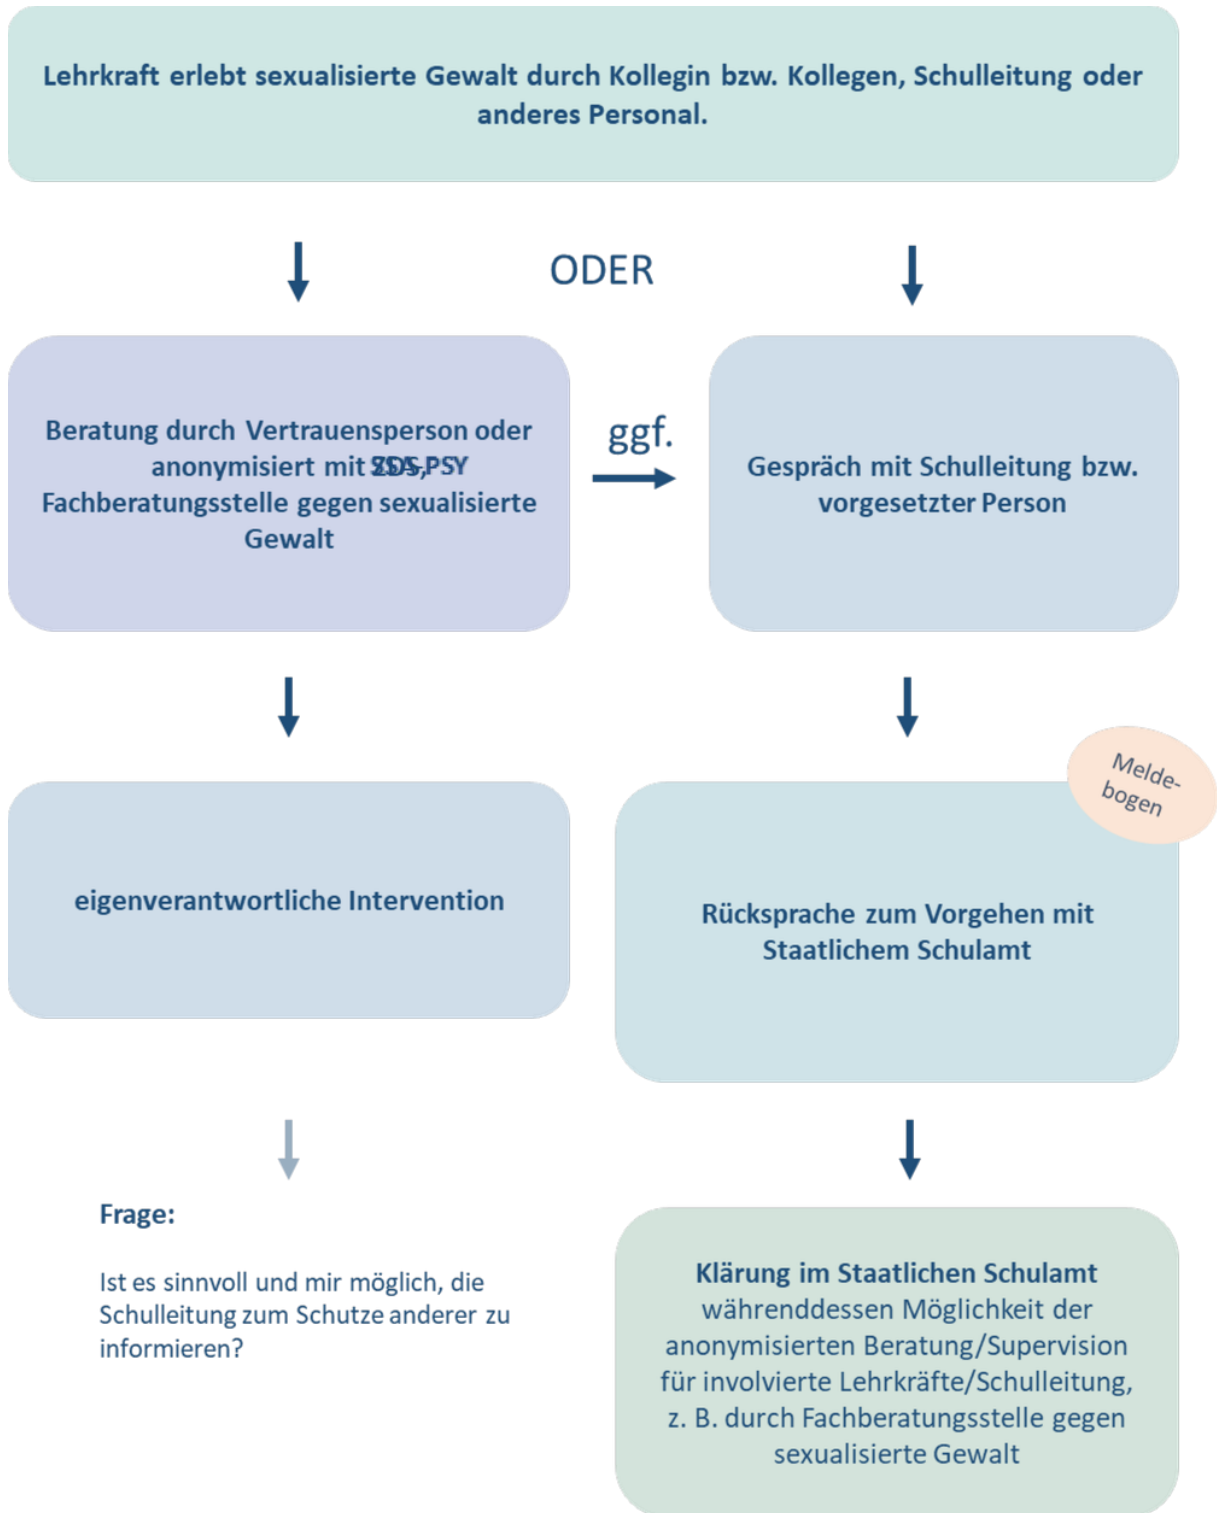 Lehrkraft erlebt sexualisierte Gewalt durch Kollegin bzw. Kollegen, Schulleitung oder
anderes Personal.
ODER
Beratung durch Vertrauensperson oder
anonymisiert mit
Fachberatungsstelle gegen sexualisierte
Gewalt
ggf.
Gespräch mit Schulleitung bzw.
vorgesetzter Person
eigenverantwortliche Intervention
Melde-
bogen
Rücksprache zum Vorgehen mit
Staatlichem Schulamt
Frage:
Ist es sinnvoll und mir möglich, die
Schulleitung zum Schutze anderer zu
informieren?
Klärung im Staatlichen Schulamt
währenddessen Möglichkeit der
anonymisierten Beratung/Supervision
für involvierte Lehrkräfte/Schulleitung,
z. B. durch Fachberatungsstelle gegen
sexualisierte Gewalt